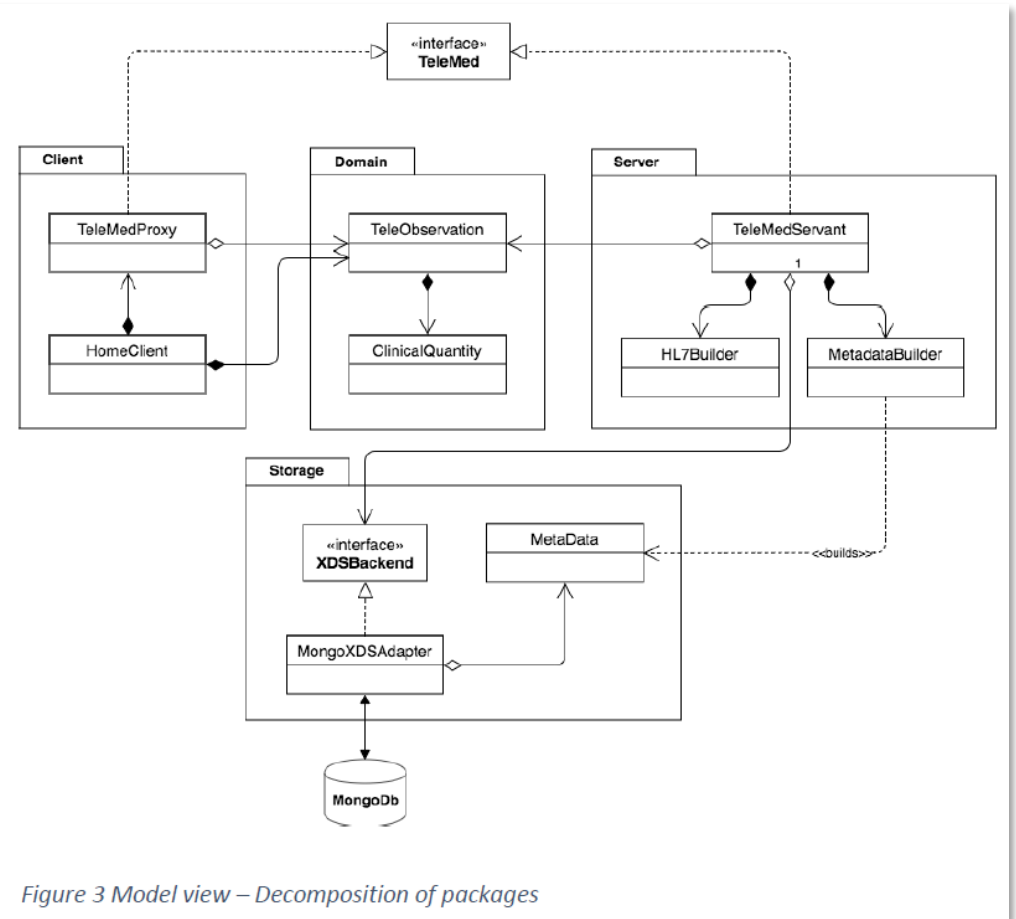 «interface»
TeleMed
Client
Domain
Server
TeleMedProxy
TeleObservation
TeleMedServant
1
HomeClient
ClinicalQuantity
HL7Builder
MetadataBuilder
Storage
«interface»
XDSBackend
MetaData
<<builds>>
MongoXDSAdapter
MongoDb
Figure 3 Model view – Decomposition of packages